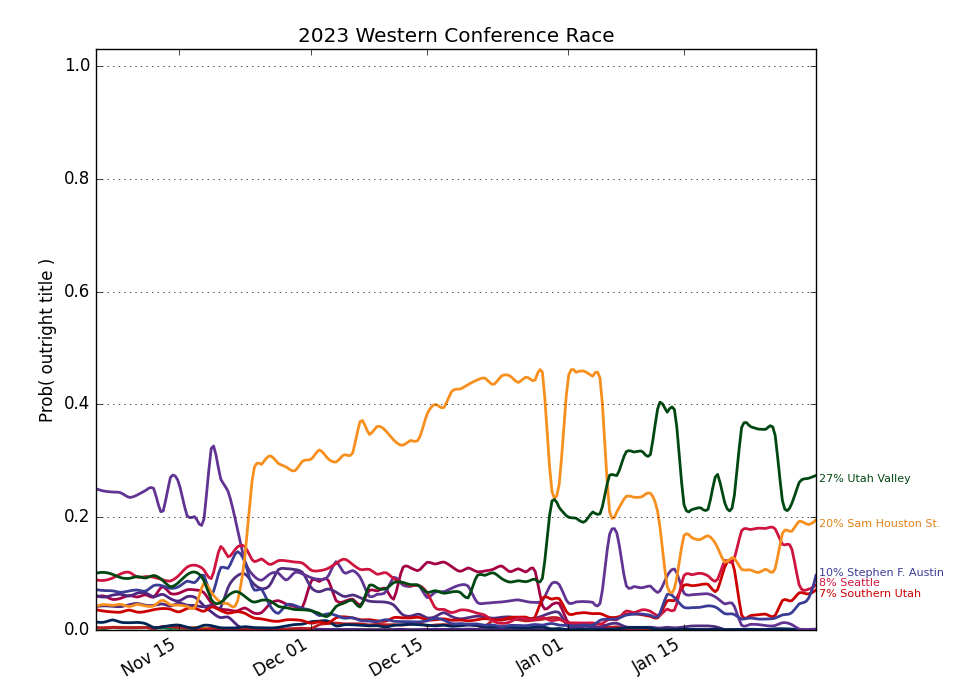 2023 Western Conference Race
1.0
0.8
0.6
0.4
0.2
0.0
Prob( outright title )
27% Utah Valley
20% Sam Houston St.
10% Stephen F. Austin
8% Seattle
7% Southern Utah
Nov 15
Dec 01
Dec 15
Jan 01
Jan 15